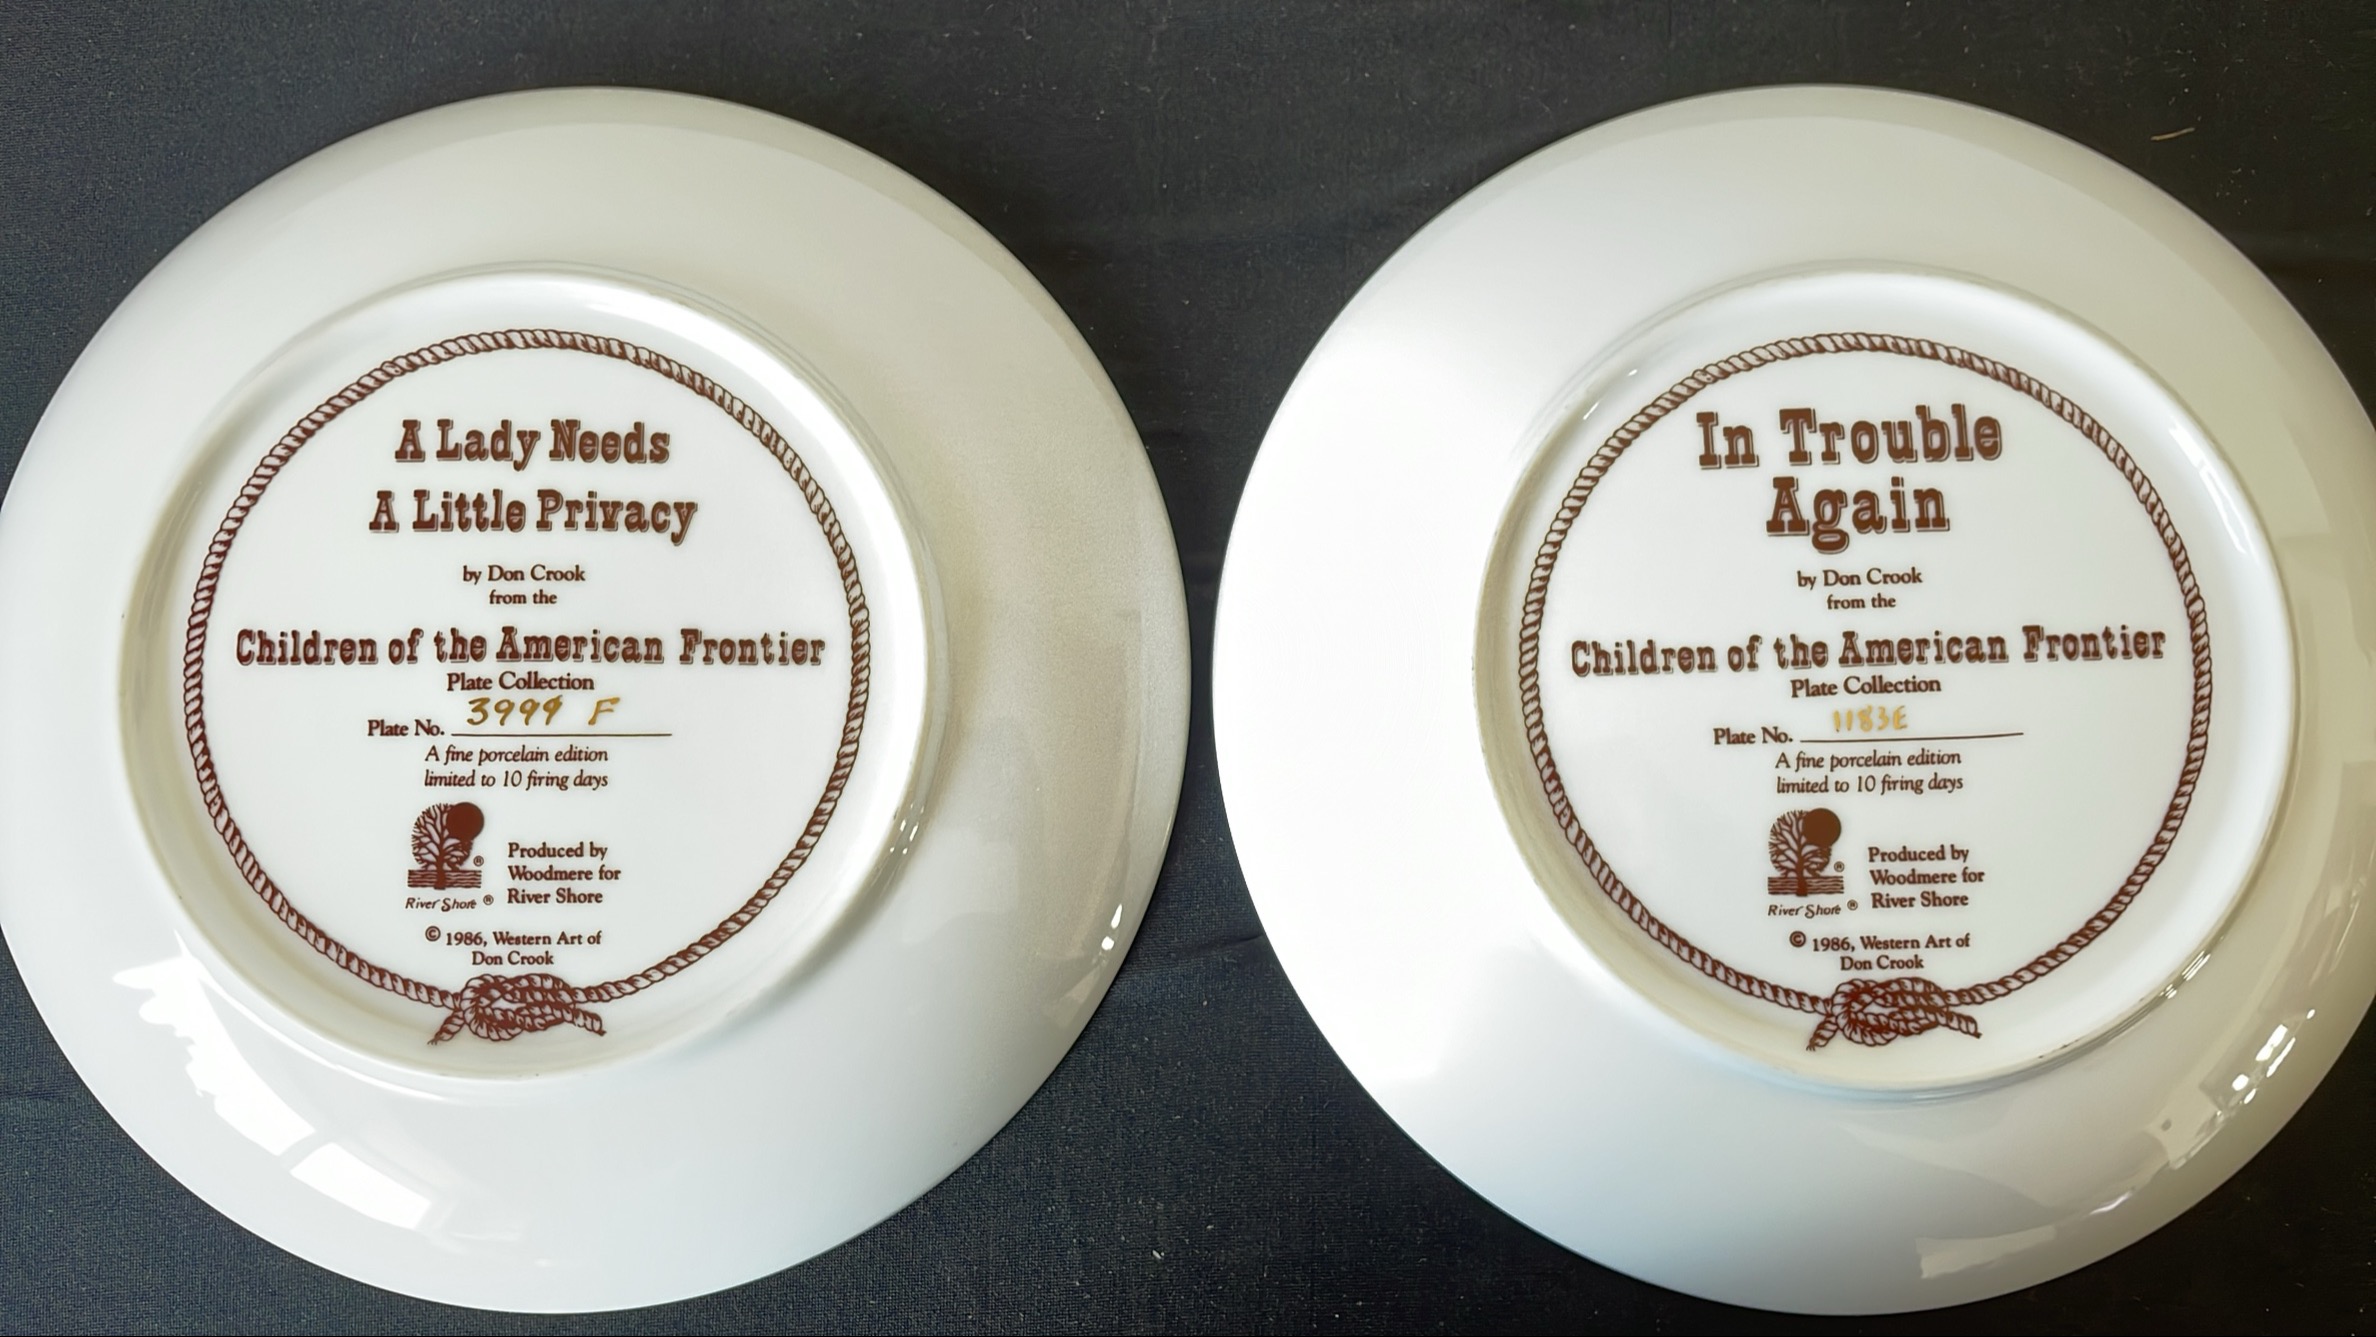 A Lady Needs
A Little Privacy
by Don Crook
from the
Children of the American Frontier
Plate Collection
Plate No. 3999 F
A fine porcelain edition
limited to 10 firing days
River Shore ®
®
Produced by
Woodmere for
River Shore
© 1986, Western Art of
Don Crook
In Trouble
Again
by Don Crook
from the
Children of the American Frontier
Plate Collection
Plate No. 1183E
A fine porcelain edition
limited to 10 firing days
River Shore ®
®
Produced by
Woodmere for
River Shore
© 1986, Western Art of
Don Crook